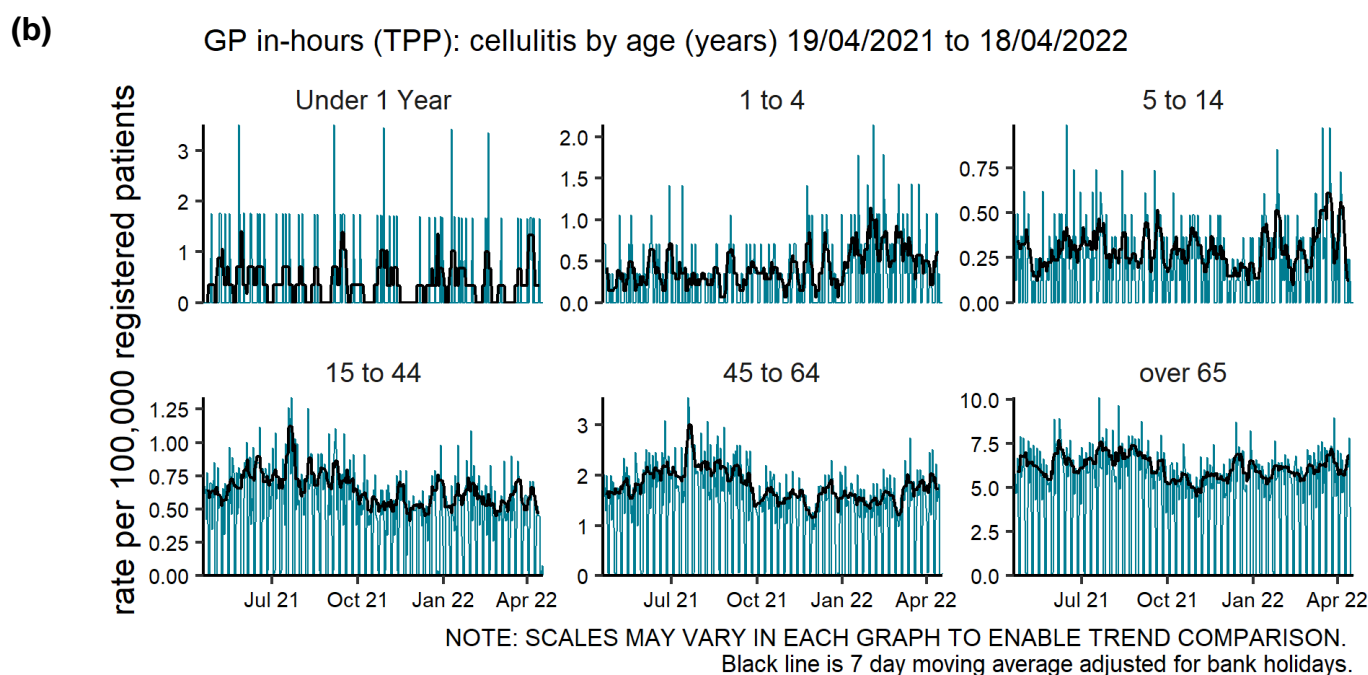 (b)
GP in-hours (TPP): cellulitis by age (years) 19/04/2021 to 18/04/2022
rate per 100,000 registered patients
Under 1 Year
3
2
1
0
1 to 4
2.0
1.5
1.0
0.5
0.0
5 to 14
0.75
0.50
0.25
0.00
15 to 44
1.25
1.00
0.75
0.50
0.25
0.00
Jul 21 Oct 21 Jan 22 Apr 22
45 to 64
3
2
1
0
Jul 21 Oct 21 Jan 22 Apr 22
over 65
10.0
7.5
5.0
2.5
0.0
Jul 21 Oct 21 Jan 22 Apr 22
NOTE: SCALES MAY VARY IN EACH GRAPH TO ENABLE TREND COMPARISON.
Black line is 7 day moving average adjusted for bank holidays.